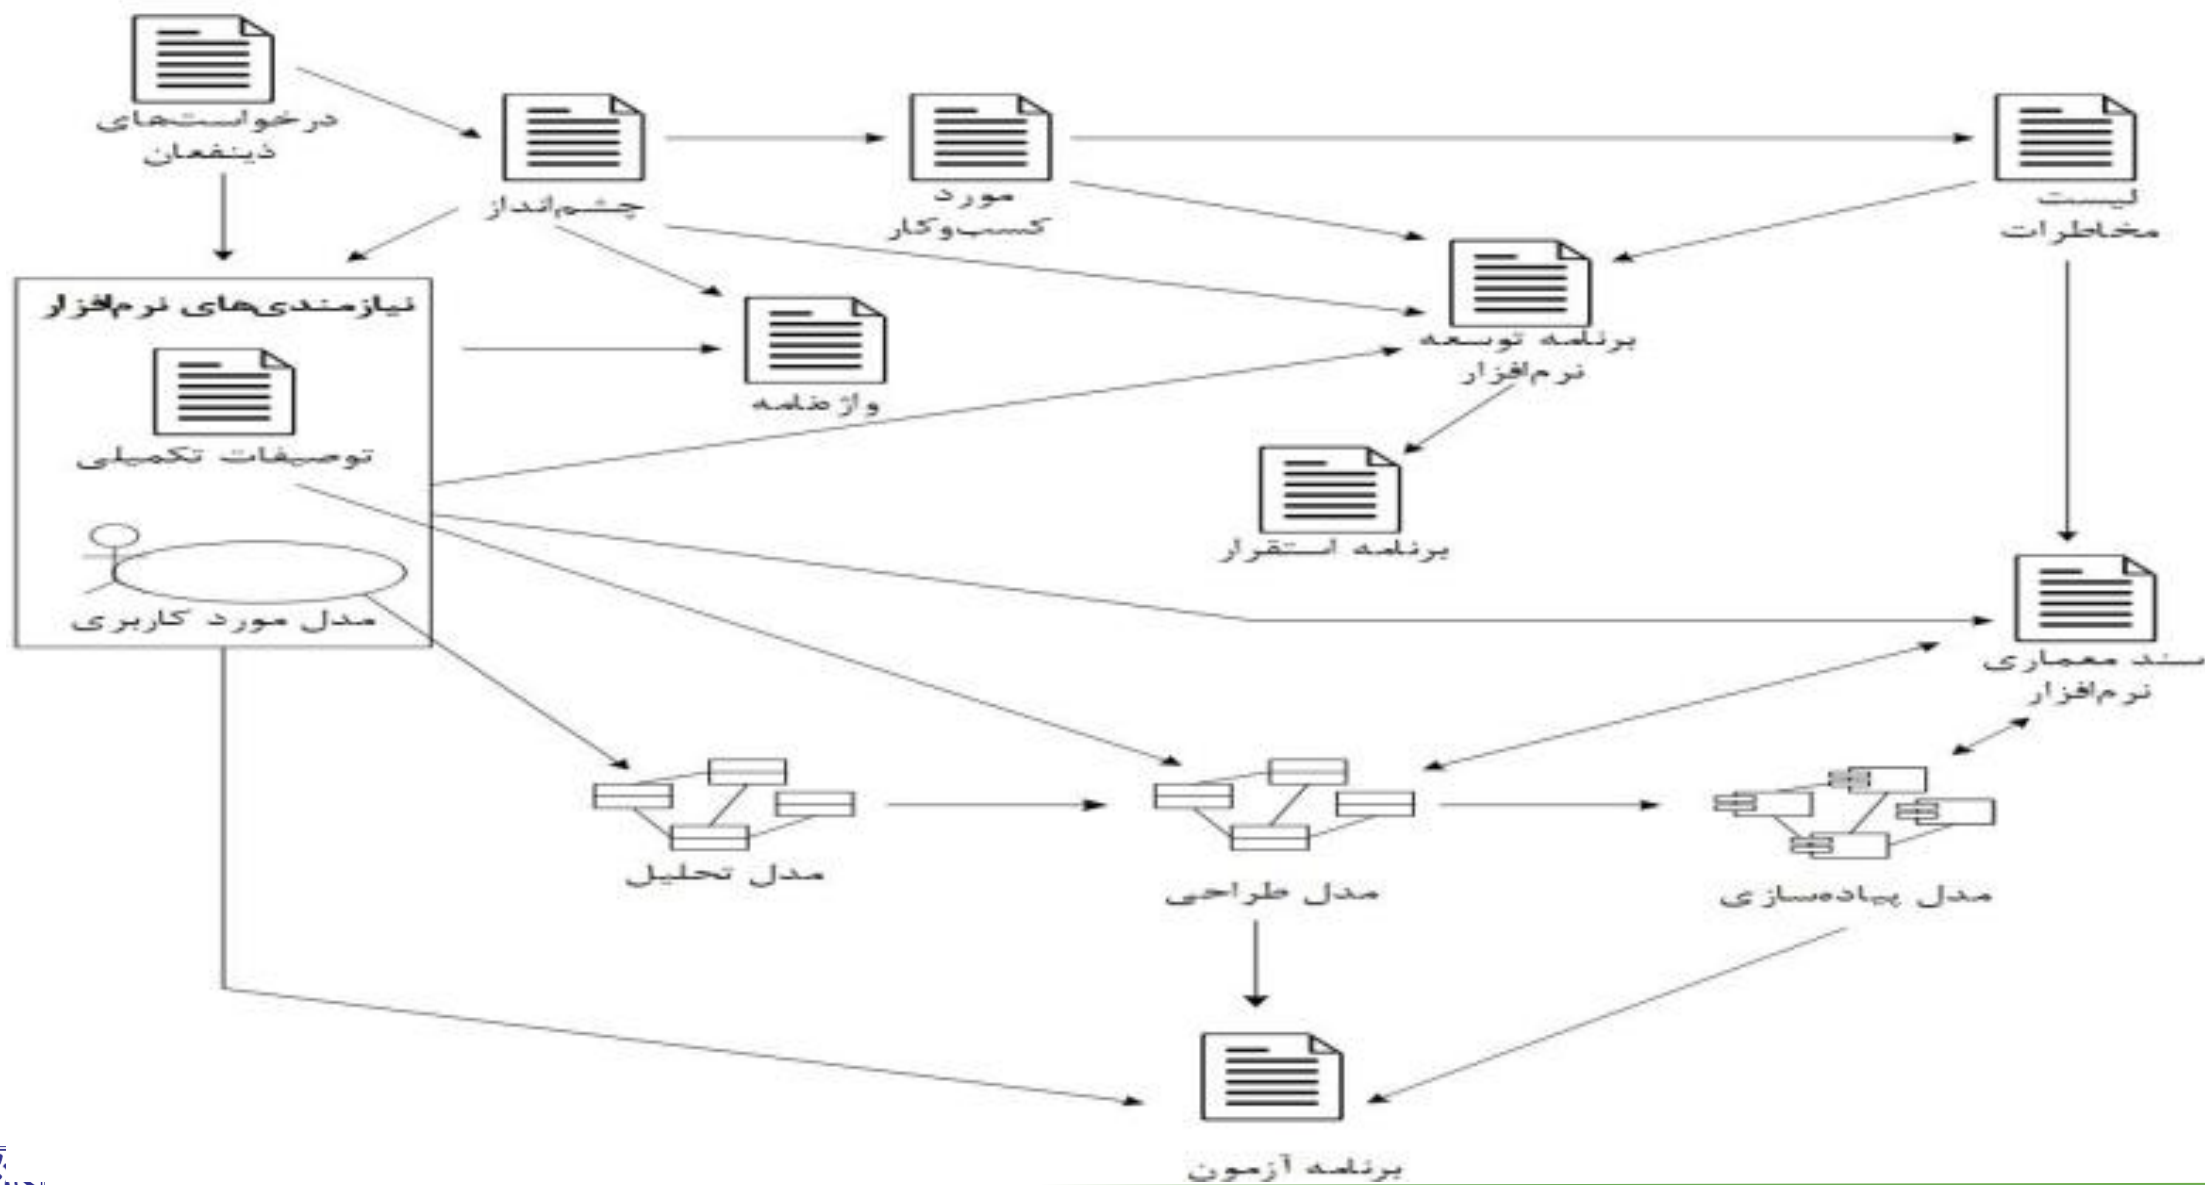 درخواست‌های
ذینفعان
چشم‌انداز
مورد
کسب‌وکار
لیست
مخاطرات
نیازمندی‌های نرم‌افزار
توصیفات تکمیلی
مدل مورد کاربری
واژه‌نامه
برنامه توسعه
نرم‌افزار
برنامه استقرار
سند معماری
نرم‌افزار
مدل تحلیل
مدل طراحی
مدل پیاده‌سازی
برنامه آزمون